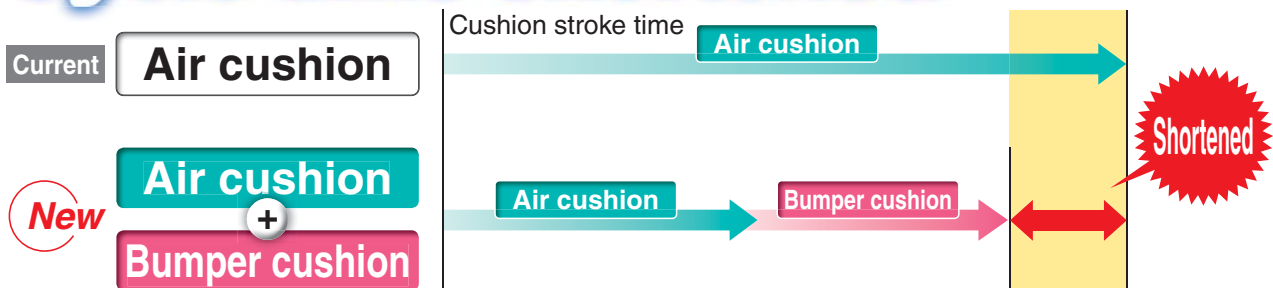 Cushion stroke time
Current
Air cushion
Air cushion
Shortened
New
Air cushion
+
Bumper cushion
Air cushion
Bumper cushion